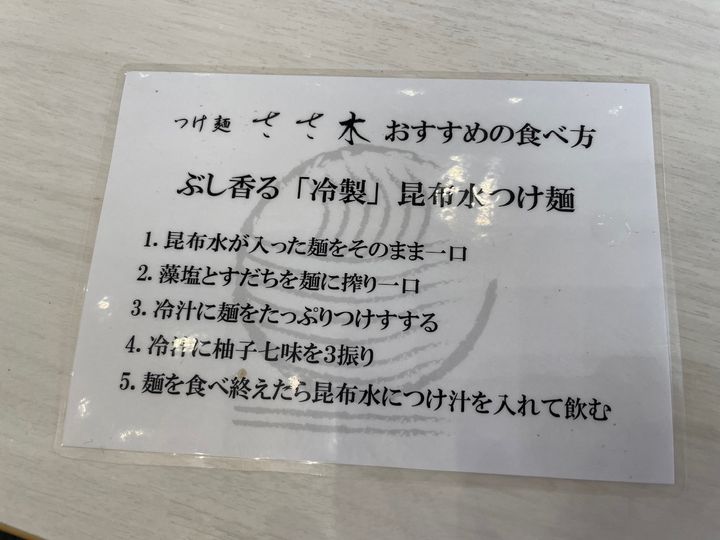 つけ麺 ささ木 おすすめの食べ方
ぶし香る「冷製」昆布水つけ麺
1. 昆布水が入った麺をそのまま一口
2. 藻塩とすだちを麺に搾り一口
3. 冷汁に麺をたっぷりつけすする
4. 冷汁に柚子七味を3振り
5. 麺を食べ終えたら昆布水につけ汁を入れて飲む